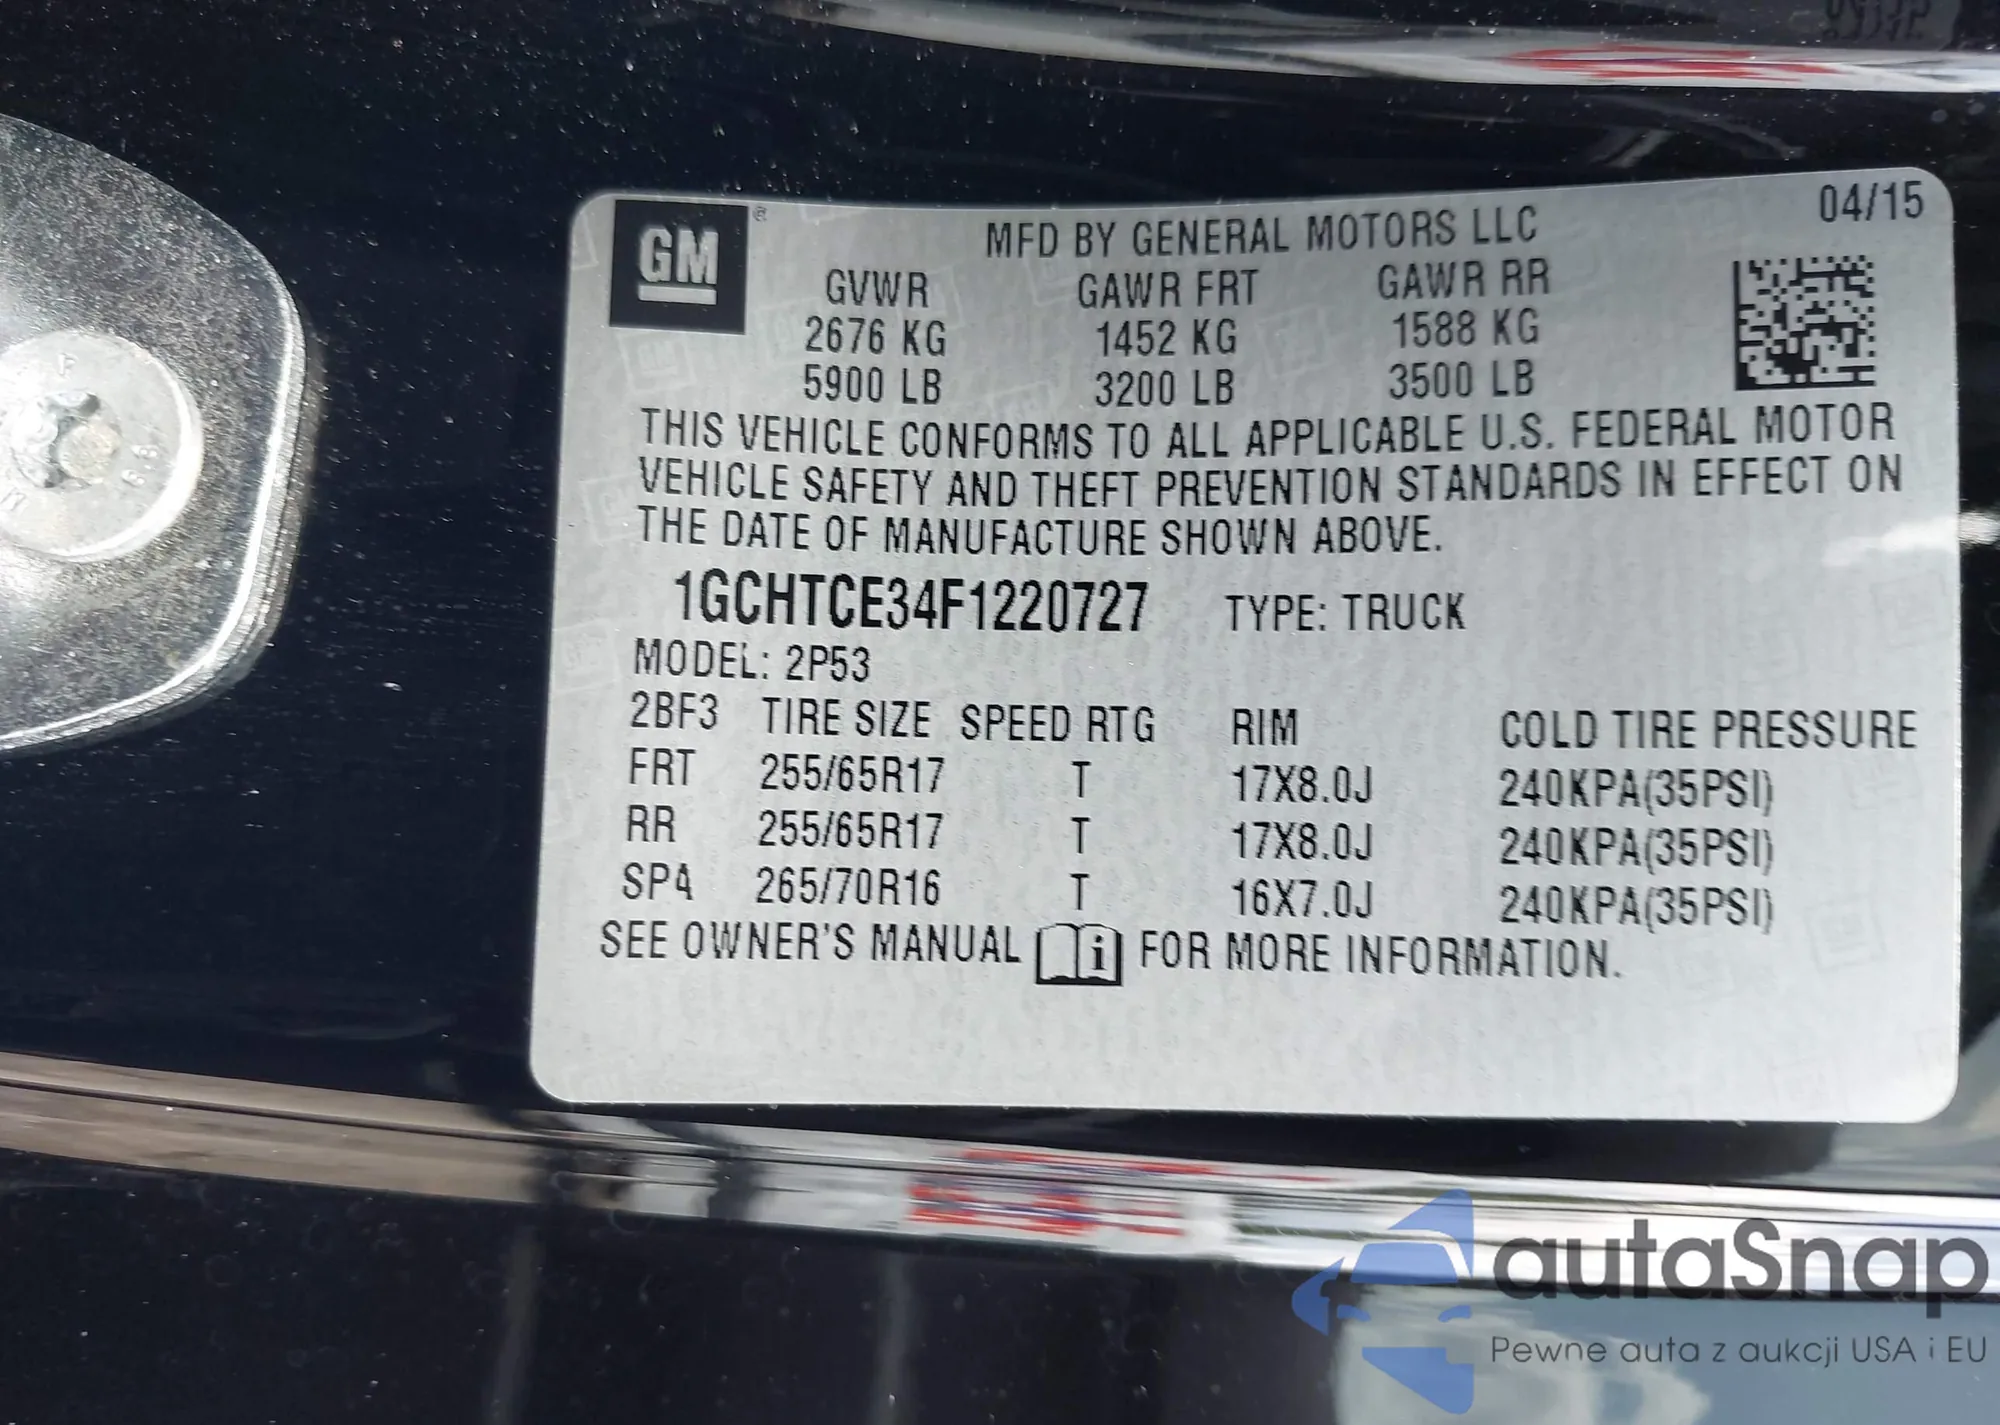 GM
®
MFD BY GENERAL MOTORS LLC 04/15
GVWR GAWR FRT GAWR RR
2676 KG 1452 KG 1588 KG
5900 LB 3200 LB 3500 LB
THIS VEHICLE CONFORMS TO ALL APPLICABLE U.S. FEDERAL MOTOR
VEHICLE SAFETY AND THEFT PREVENTION STANDARDS IN EFFECT ON
THE DATE OF MANUFACTURE SHOWN ABOVE.
1GCHTCE34F1220727 TYPE: TRUCK
MODEL: 2P53
2BF3 TIRE SIZE SPEED RTG RIM COLD TIRE PRESSURE
FRT 255/65R17 T 17X8.0J 240KPA(35PSI)
RR 255/65R17 T 17X8.0J 240KPA(35PSI)
SPA 265/70R16 T 16X7.0J 240KPA(35PSI)
SEE OWNER'S MANUAL i FOR MORE INFORMATION.
autaSnap
Pewne auta z aukcji USA i EU